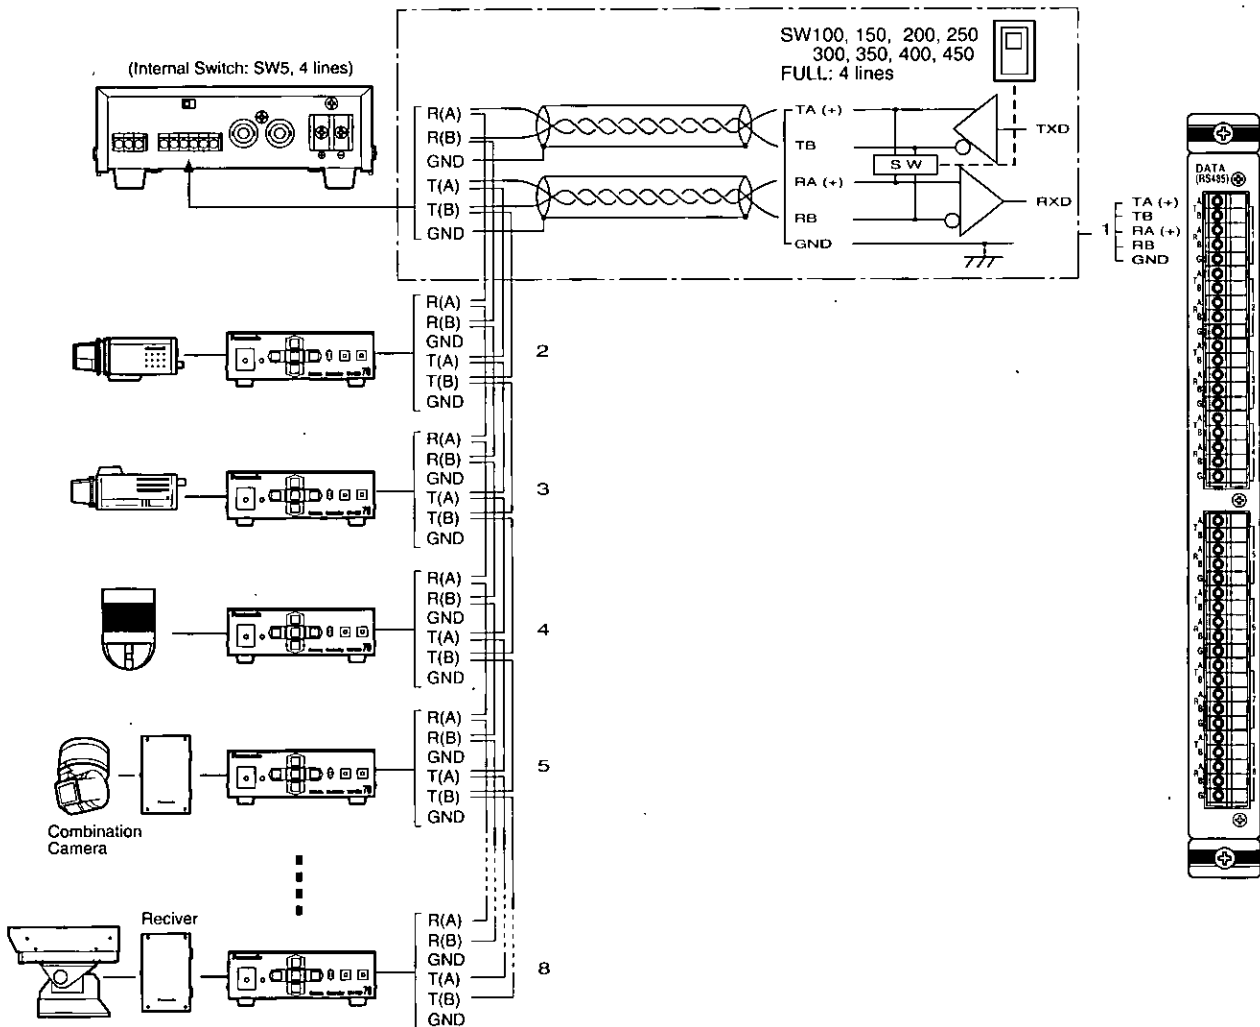 SW100, 150, 200, 250
300, 350, 400, 450
FULL: 4 lines
(Internal Switch: SW5, 4 lines)
R(A)
R(B)
GND
T(A)
T(B)
GND
TA (+)
TB
SW
RA (+)
RB
GND
TXD
RXD
1
TA (+)
TB
RA (+)
RB
GND
DATA
(RS485)
R(A)
R(B)
GND
T(A)
T(B)
GND
2
R(A)
R(B)
GND
T(A)
T(B)
GND
3
R(A)
R(B)
GND
T(A)
T(B)
GND
4
R(A)
R(B)
GND
T(A)
T(B)
GND
5
Combination
Camera
Reciver
R(A)
R(B)
GND
T(A)
T(B)
GND
8